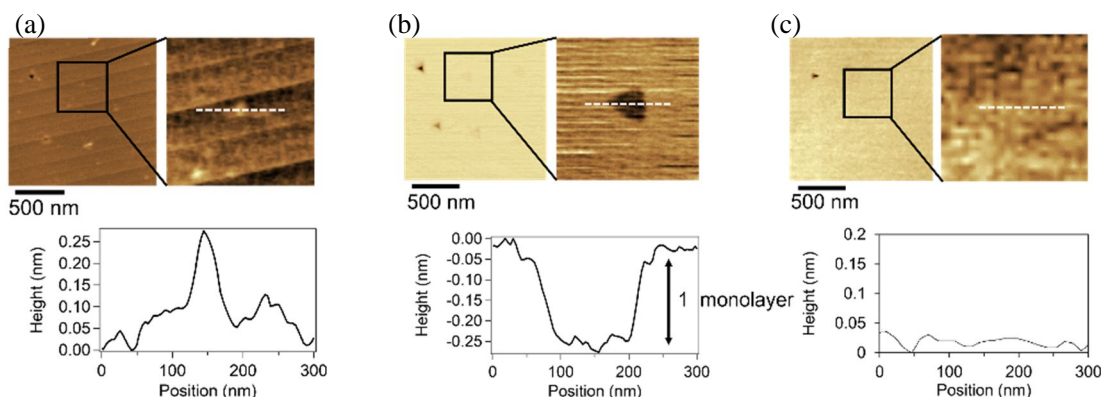 (a)
500 nm
Height (nm)
0.25
0.20
0.15
0.10
0.05
0.00
0
100
200
300
Position (nm)
(b)
500 nm
Height (nm)
0.00
-0.05
-0.10
-0.15
-0.20
-0.25
1 monolayer
0
100
200
300
Position (nm)
(c)
500 nm
Height (nm)
0.2
0.15
0.1
0.05
0
0
100
200
300
Position (nm)